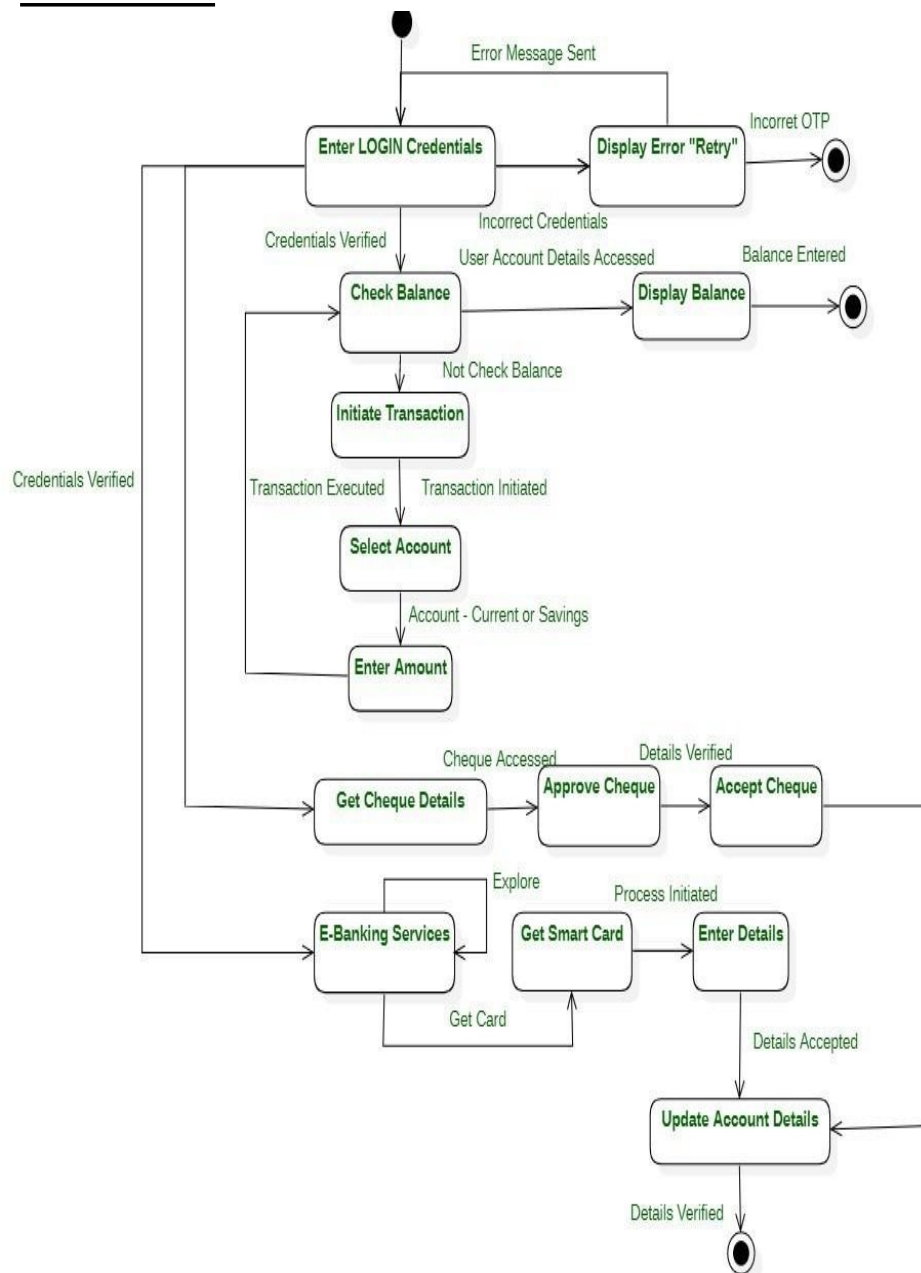 Error Message Sent
Incorret OTP
Enter LOGIN Credentials
Display Error "Retry"
Incorrect Credentials
Credentials Verified
User Account Details Accessed
Balance Entered
Check Balance
Display Balance
Not Check Balance
Initiate Transaction
Credentials Verified
Transaction Executed
Transaction Initiated
Select Account
Account - Current or Savings
Enter Amount
Cheque Accessed
Details Verified
Get Cheque Details
Approve Cheque
Accept Cheque
Explore
Process Initiated
E-Banking Services
Get Smart Card
Enter Details
Get Card
Details Accepted
Update Account Details
Details Verified